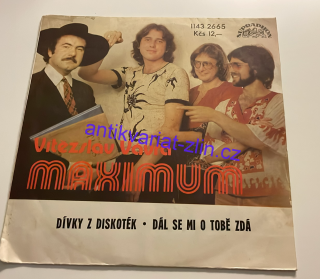 1143 2665
Kčs 12,—
SUPRAPHON
antikvariat-zlin.cz
Vítězslav Vávra
MAXIMUM
DÍVKY Z DISKOTÉK • DÁL SE MI O TOBĚ ZDÁ